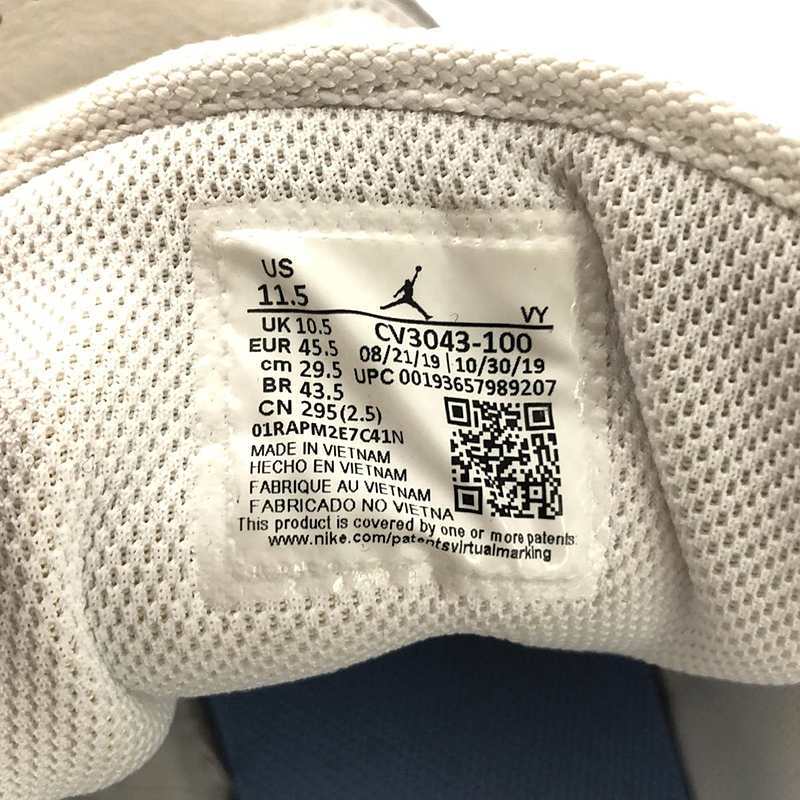 US
11.5
VY
UK 10.5
CV3043-100
EUR 45.5
08/21/19 | 10/30/19
cm 29.5
UPC 00193657989207
BR 43.5
CN 295(2.5)
01RAPM2E7C41N
MADE IN VIETNAM
HECHO EN VIETNAM
FABRIQUE AU VIETNAM
FABRICADO NO VIETNA
This product is covered by one or more patents:
www.nike.com/patentsvirtualmarking